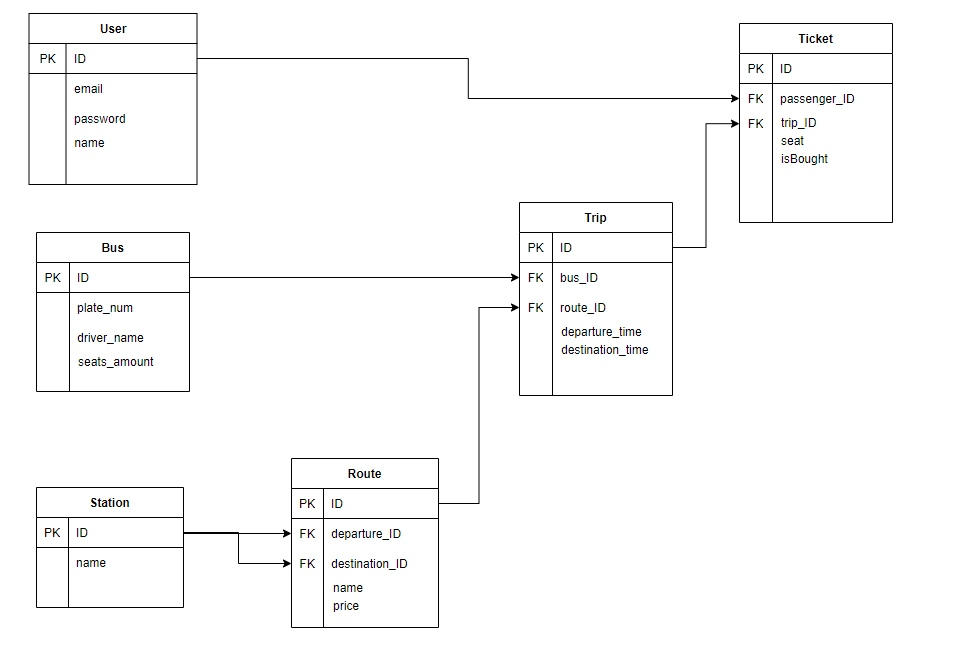 User
PK ID
email
password
name
Ticket
PK ID
FK passenger_ID
FK trip_ID
seat
isBought
Bus
PK ID
plate_num
driver_name
seats_amount
Trip
PK ID
FK bus_ID
FK route_ID
departure_time
destination_time
Station
PK ID
name
Route
PK ID
FK departure_ID
FK destination_ID
name
price